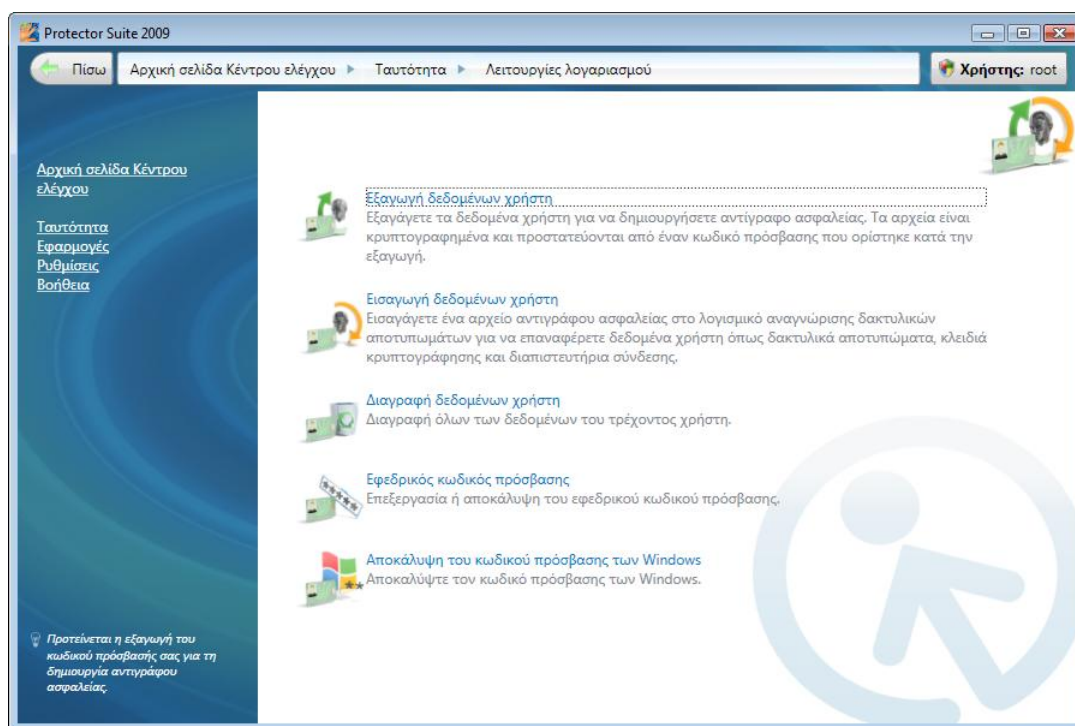 Protector Suite 2009
Πίσω
Αρχική σελίδα Κέντρου ελέγχου
Ταυτότητα
Λειτουργίες λογαριασμού
Χρήστης: root
Αρχική σελίδα Κέντρου
ελέγχου
Ταυτότητα
Εφαρμογές
Ρυθμίσεις
Βοήθεια
Εξαγωγή δεδομένων χρήστη
Εξαγάγετε τα δεδομένα χρήστη για να δημιουργήσετε αντίγραφο ασφαλείας. Τα αρχεία είναι
κρυπτογραφημένα και προστατεύονται από έναν κωδικό πρόσβασης που ορίστηκε κατά την
εξαγωγή.
Εισαγωγή δεδομένων χρήστη
Εισαγάγετε ένα αρχείο αντιγράφου ασφαλείας στο λογισμικό αναγνώρισης δακτυλικών
αποτυπωμάτων για να επαναφέρετε δεδομένα χρήστη όπως δακτυλικά αποτυπώματα, κλειδιά
κρυπτογράφησης και διαπιστευτήρια σύνδεσης.
Διαγραφή δεδομένων χρήστη
Διαγραφή όλων των δεδομένων του τρέχοντος χρήστη.
Εφεδρικός κωδικός πρόσβασης
Επεξεργασία ή αποκάλυψη του εφεδρικού κωδικού πρόσβασης.
Αποκάλυψη του κωδικού πρόσβασης των Windows
Αποκαλύψτε τον κωδικό πρόσβασης των Windows.
Προτείνεται η εξαγωγή του
κωδικού πρόσβασής σας για τη
δημιουργία αντιγράφου
ασφαλείας.